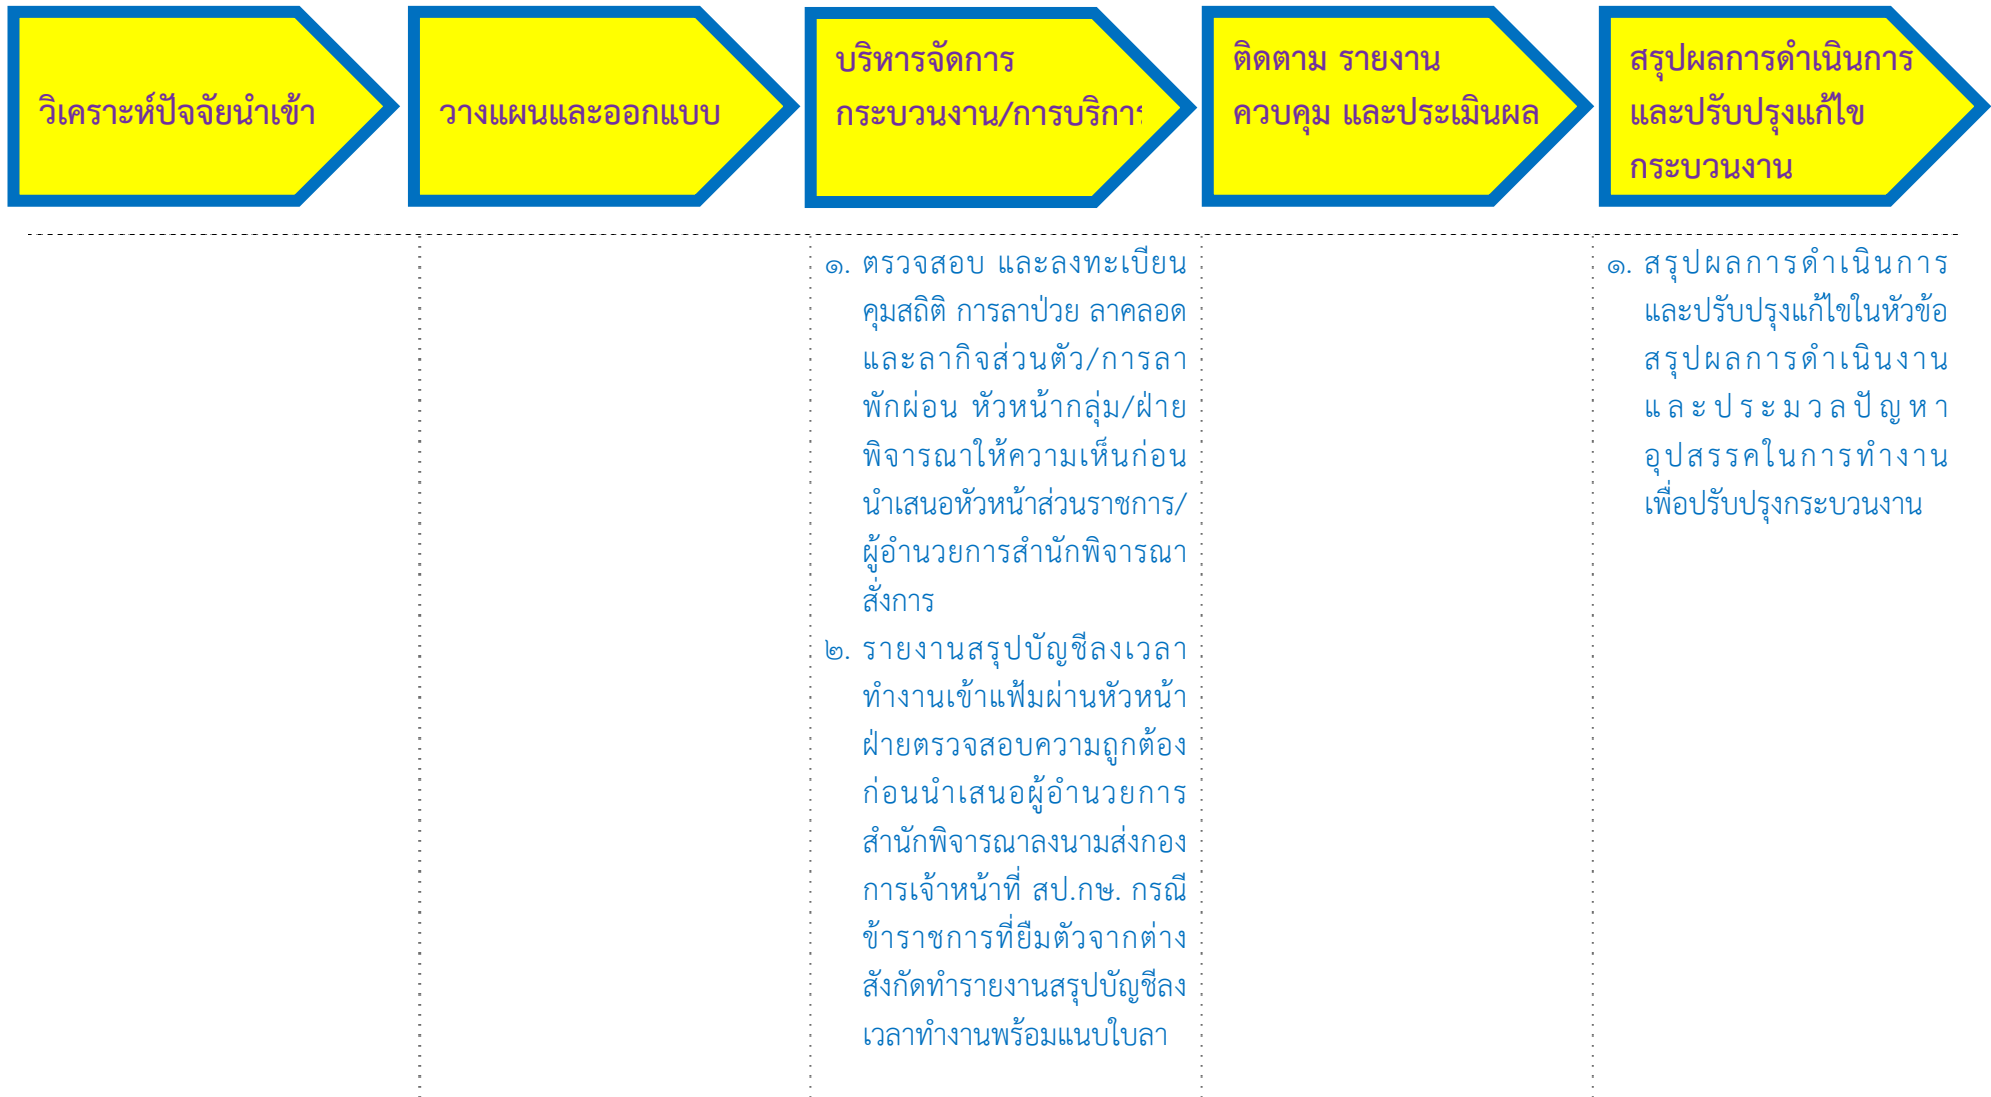 วิเคราะห์ปัจจัยนำเข้า
วางแผนและออกแบบ
บริหารจัดการ
กระบวนงาน/การบริการ
ติดตาม รายงาน
ควบคุม และประเมินผล
สรุปผลการดำเนินการ
และปรับปรุงแก้ไข
กระบวนงาน
๑. ตรวจสอบ และลงทะเบียน
คุมสถิติ การลาป่วย ลาคลอด
และลากิจส่วนตัว/การลา
พักผ่อน หัวหน้ากลุ่ม/ฝ่าย
พิจารณาให้ความเห็นก่อน
นำเสนอหัวหน้าส่วนราชการ/
ผู้อำนวยการสำนักพิจารณา
สั่งการ
๒. รายงานสรุปบัญชีลงเวลา
ทำงานเข้าแฟ้มผ่านหัวหน้า
ฝ่ายตรวจสอบความถูกต้อง
ก่อนนำเสนอผู้อำนวยการ
สำนักพิจารณาลงนามส่งกอง
การเจ้าหน้าที่ สป.กษ. กรณี
ข้าราชการที่ยืมตัวจากต่าง
สังกัดทำรายงานสรุปบัญชีลง
เวลาทำงานพร้อมแนบใบลา
๑. สรุปผลการดำเนินการ
และปรับปรุงแก้ไขในหัวข้อ
สรุปผลการดำเนินงาน
และประมวลปัญหา
อุปสรรคในการทำงาน
เพื่อปรับปรุงกระบวนงาน